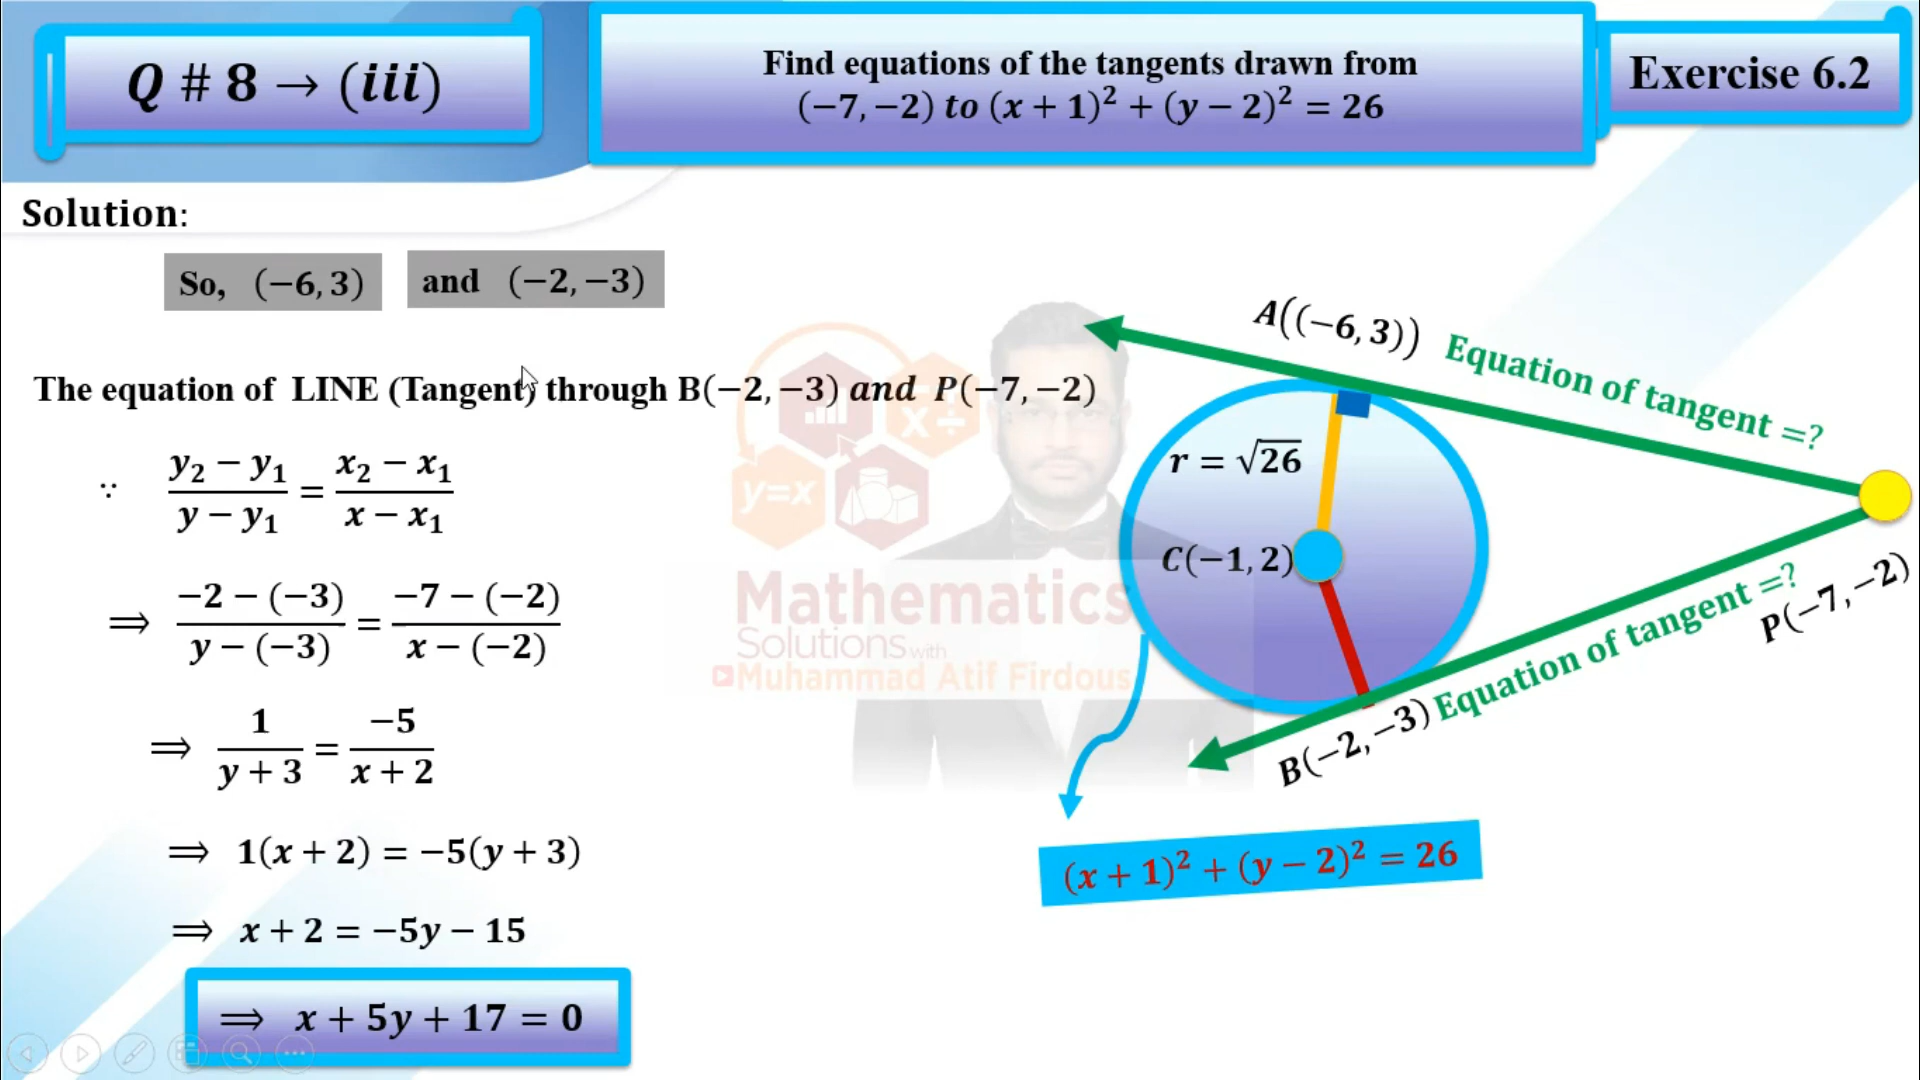 Q # 8 → (iii)
Find equations of the tangents drawn from
(−7, −2) to (x + 1)² + (y − 2)² = 26
Exercise 6.2
Solution:
So, (−6, 3) and (−2, −3)
The equation of LINE (Tangent) through B(−2, −3) and P(−7, −2)
∵ (y₂ − y₁)/(y − y₁) = (x₂ − x₁)/(x − x₁)
⟹ (−2 − (−3))/(y − (−3)) = (−7 − (−2))/(x − (−2))
⟹ 1/(y + 3) = −5/(x + 2)
⟹ 1(x + 2) = −5(y + 3)
⟹ x + 2 = −5y − 15
⟹ x + 5y + 17 = 0
A((−6, 3))
Equation of tangent =?
r = √26
C(−1, 2)
P(−7, −2)
Equation of tangent =?
B(−2, −3)
(x + 1)² + (y − 2)² = 26
x ÷
y=x
Mathematics
Solutions with
Muhammad Atif Firdous